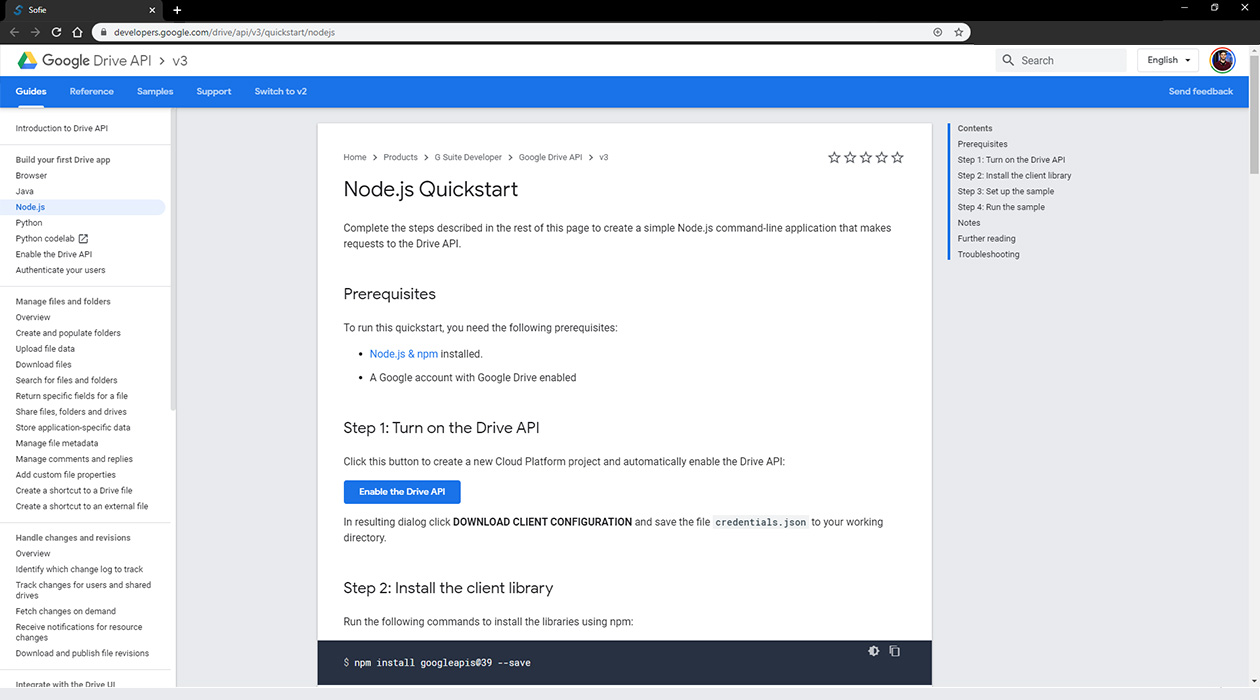 Sofie
developers.google.com/drive/api/v3/quickstart/nodejs
Google Drive API > v3
Search
English
Guides
Reference
Samples
Support
Switch to v2
Send feedback
Introduction to Drive API
Build your first Drive app
Browser
Java
Node.js
Python
Python codelab
Enable the Drive API
Authenticate your users
Manage files and folders
Overview
Create and populate folders
Upload file data
Download files
Search for files and folders
Return specific fields for a file
Share files, folders and drives
Store application-specific data
Manage file metadata
Manage comments and replies
Add custom file properties
Create a shortcut to a Drive file
Create a shortcut to an external file
Handle changes and revisions
Overview
Identify which change log to track
Track changes for users and shared
drives
Fetch changes on demand
Receive notifications for resource
changes
Download and publish file revisions
Integrate with the Drive UI
Home > Products > G Suite Developer > Google Drive API > v3
Node.js Quickstart
Complete the steps described in the rest of this page to create a simple Node.js command-line application that makes
requests to the Drive API.
Prerequisites
To run this quickstart, you need the following prerequisites:
• Node.js & npm installed.
• A Google account with Google Drive enabled
Step 1: Turn on the Drive API
Click this button to create a new Cloud Platform project and automatically enable the Drive API:
Enable the Drive API
In resulting dialog click DOWNLOAD CLIENT CONFIGURATION and save the file credentials.json to your working
directory.
Step 2: Install the client library
Run the following commands to install the libraries using npm:
$ npm install googleapis@39 --save
Contents
Prerequisites
Step 1: Turn on the Drive API
Step 2: Install the client library
Step 3: Set up the sample
Step 4: Run the sample
Notes
Further reading
Troubleshooting